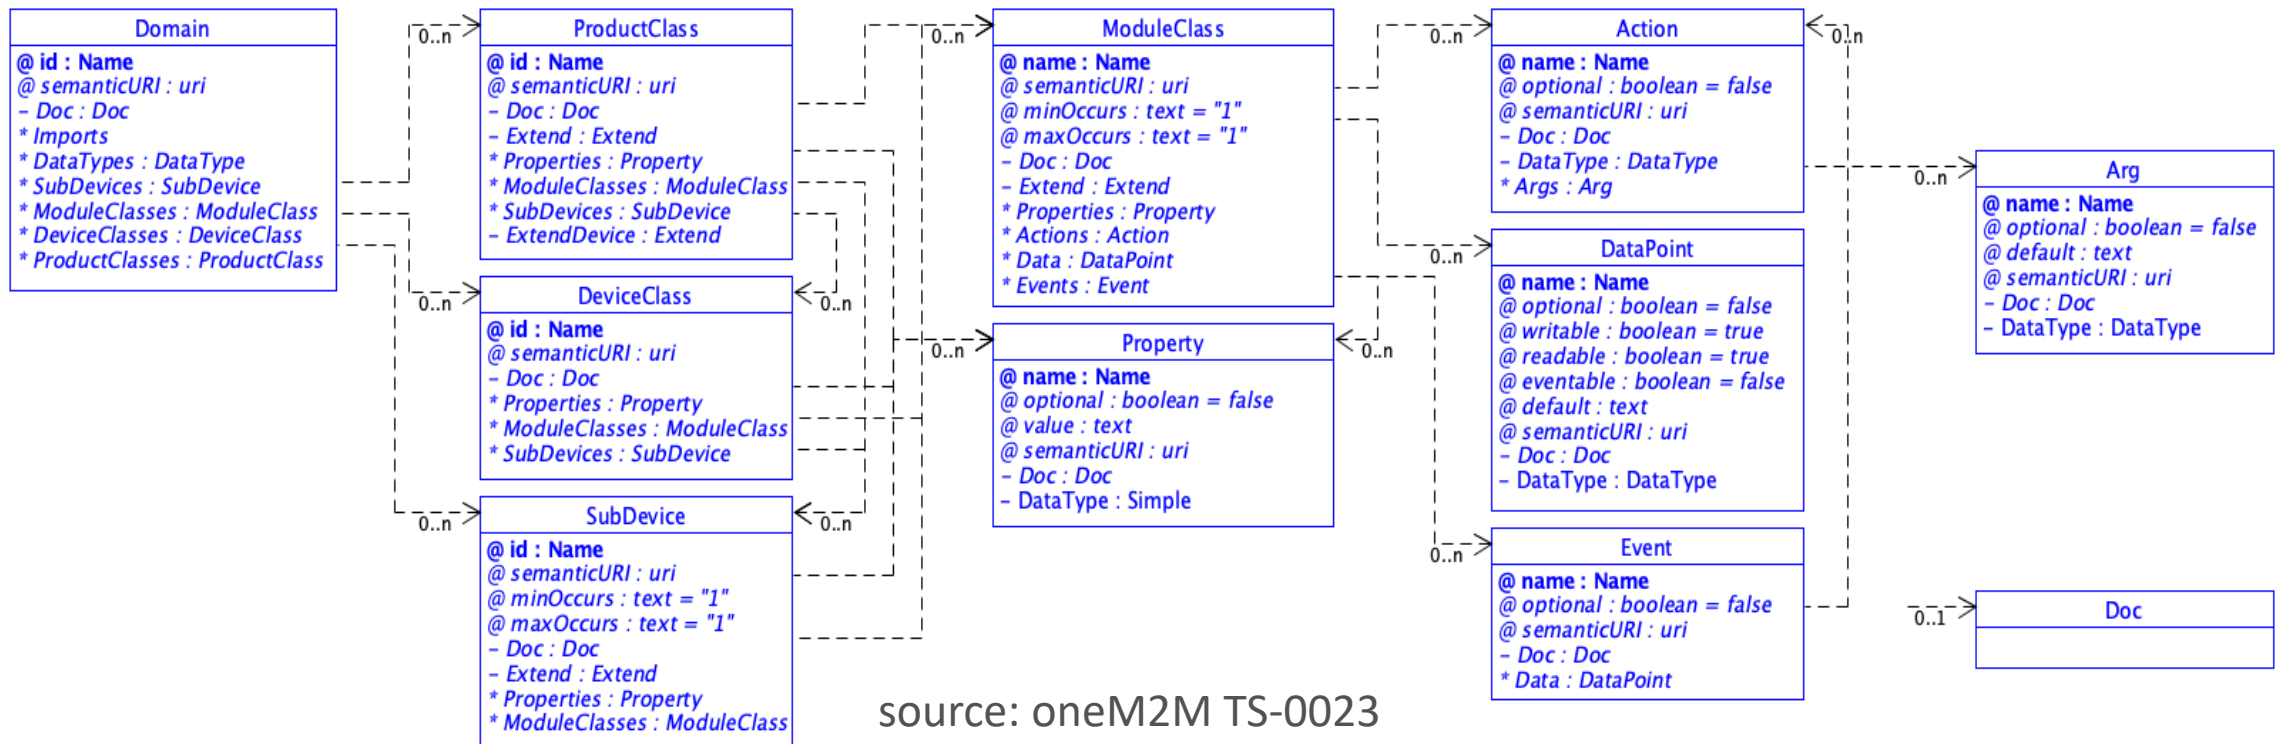 Domain
@ id : Name
@ semanticURI : uri
– Doc : Doc
* Imports
* DataTypes : DataType
* SubDevices : SubDevice
* ModuleClasses : ModuleClass
* DeviceClasses : DeviceClass
* ProductClasses : ProductClass
0..n
0..n
0..n
ProductClass
@ id : Name
@ semanticURI : uri
– Doc : Doc
– Extend : Extend
* Properties : Property
* ModuleClasses : ModuleClass
* SubDevices : SubDevice
– ExtendDevice : Extend
DeviceClass
@ id : Name
@ semanticURI : uri
– Doc : Doc
* Properties : Property
* ModuleClasses : ModuleClass
* SubDevices : SubDevice
SubDevice
@ id : Name
@ semanticURI : uri
@ minOccurs : text = "1"
@ maxOccurs : text = "1"
– Doc : Doc
– Extend : Extend
* Properties : Property
* ModuleClasses : ModuleClass
0..n
0..n
0..n
0..n
ModuleClass
@ name : Name
@ semanticURI : uri
@ minOccurs : text = "1"
@ maxOccurs : text = "1"
– Doc : Doc
– Extend : Extend
* Properties : Property
* Actions : Action
* Data : DataPoint
* Events : Event
Property
@ name : Name
@ optional : boolean = false
@ value : text
@ semanticURI : uri
– Doc : Doc
– DataType : Simple
0..n
0..n
0..n
0..n
Action
@ name : Name
@ optional : boolean = false
@ semanticURI : uri
– Doc : Doc
– DataType : DataType
* Args : Arg
DataPoint
@ name : Name
@ optional : boolean = false
@ writable : boolean = true
@ readable : boolean = true
@ eventable : boolean = false
@ default : text
@ semanticURI : uri
– Doc : Doc
– DataType : DataType
Event
@ name : Name
@ optional : boolean = false
@ semanticURI : uri
– Doc : Doc
* Data : DataPoint
0..n
0..n
0..1
Arg
@ name : Name
@ optional : boolean = false
@ default : text
@ semanticURI : uri
– Doc : Doc
– DataType : DataType
Doc
source: oneM2M TS-0023